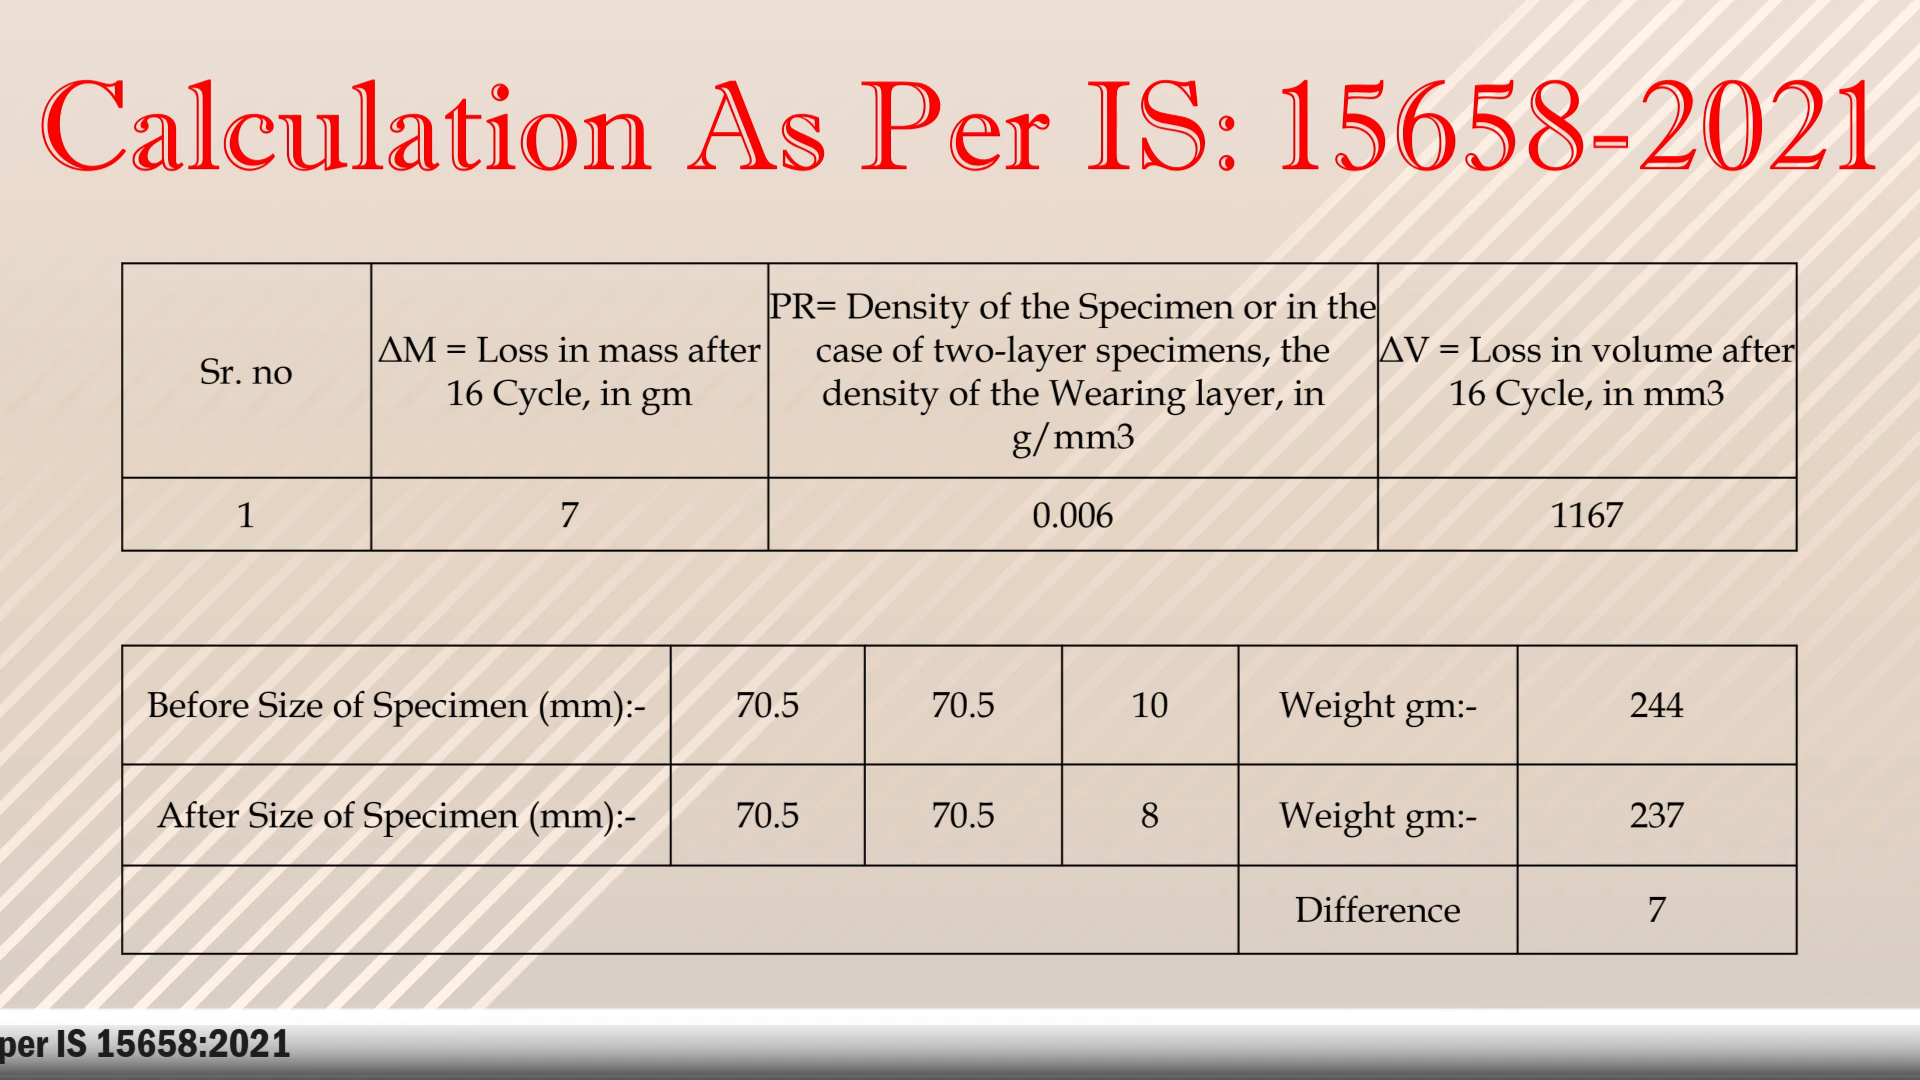 Calculation As Per IS: 15658-2021
Sr. no
ΔM = Loss in mass after
16 Cycle, in gm
PR= Density of the Specimen or in the
case of two-layer specimens, the
density of the Wearing layer, in
g/mm3
ΔV = Loss in volume after
16 Cycle, in mm3
1 7 0.006 1167
Before Size of Specimen (mm):- 70.5 70.5 10 Weight gm:- 244
After Size of Specimen (mm):- 70.5 70.5 8 Weight gm:- 237
Difference 7
per IS 15658:2021